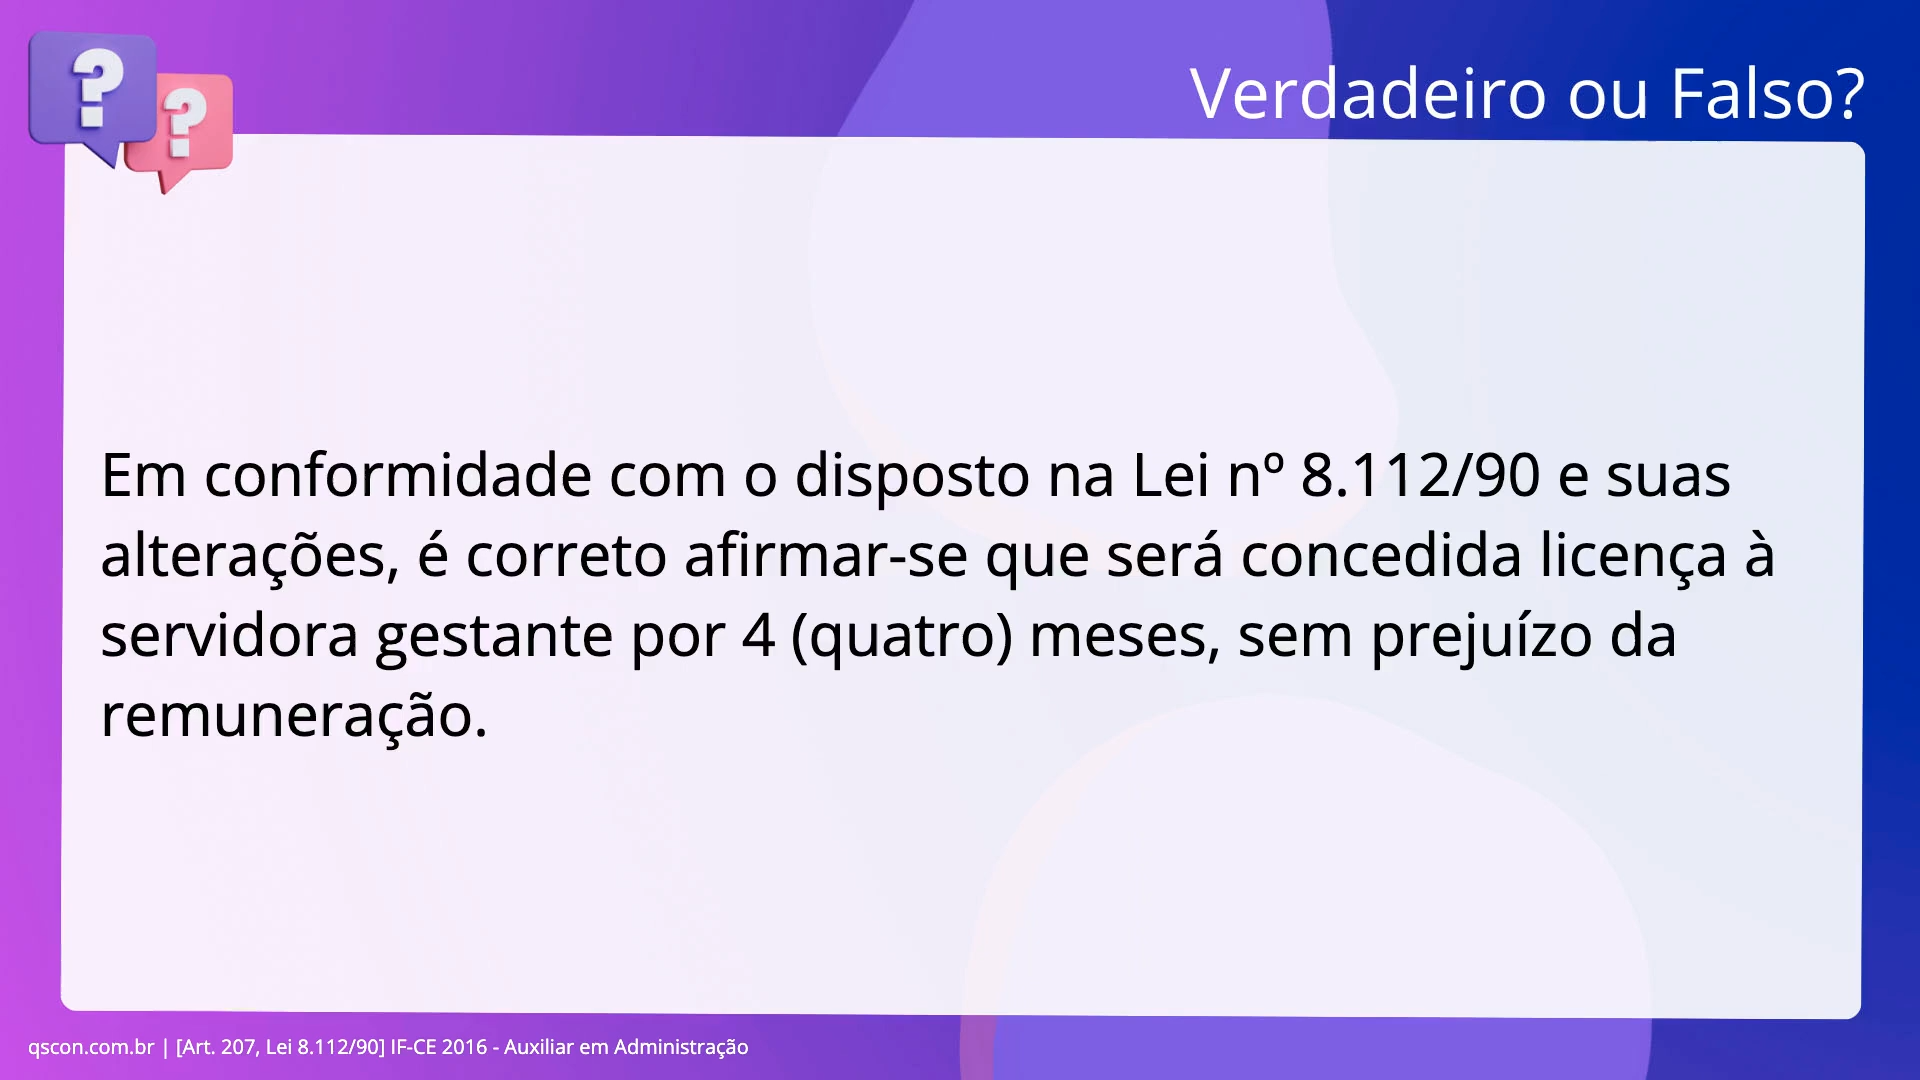 Verdadeiro ou Falso?
Em conformidade com o disposto na Lei nº 8.112/90 e suas
alterações, é correto afirmar-se que será concedida licença à
servidora gestante por 4 (quatro) meses, sem prejuízo da
remuneração.
qscon.com.br | [Art. 207, Lei 8.112/90] IF-CE 2016 - Auxiliar em Administração